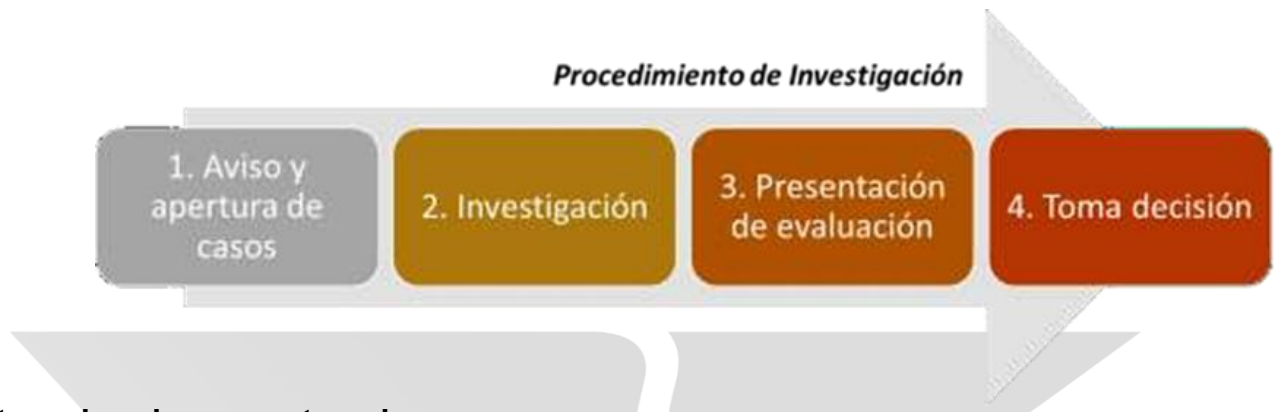 Procedimiento de Investigación
1. Aviso y
apertura de
casos
2. Investigación
3. Presentación
de evaluación
4. Toma decisión